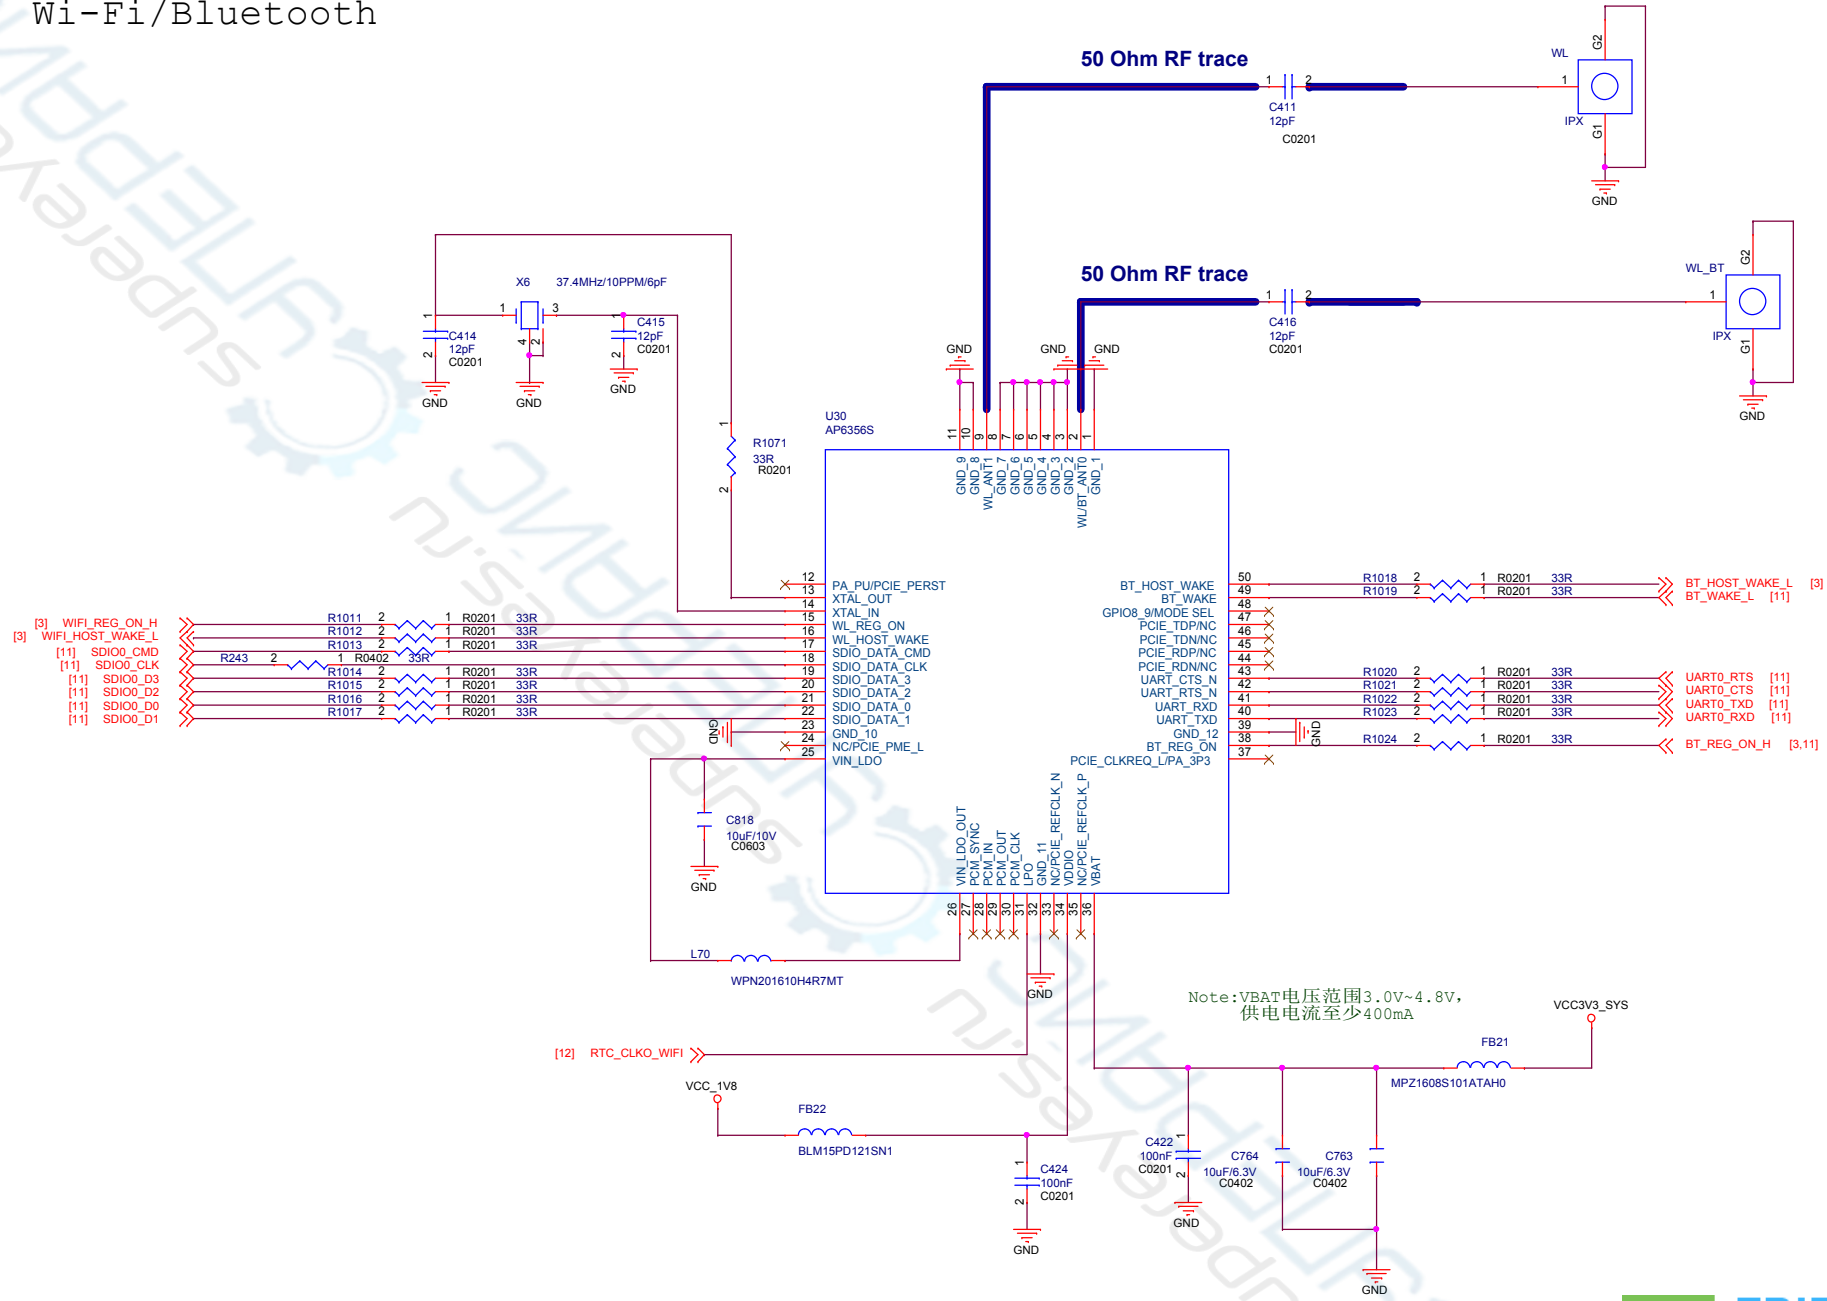 Wi-Fi/Bluetooth
50 Ohm RF trace
1 2
C411
12pF
C0201
WL
1
IPX
G2
G1
GND
50 Ohm RF trace
1 2
C416
12pF
C0201
WL_BT
1
IPX
G2
G1
GND
X6 37.4MHz/10PPM/6pF
1 3
4 2
GND
1
C414
12pF
C0201
2
GND
1
C415
12pF
C0201
2
GND
1
R1071
33R
R0201
2
U30
AP6356S
GND GND GND
11 10 9 8 7 6 5 4 3 2 1
GND_9
GND_8
WL_ANT1
GND_7
GND_6
GND_5
GND_4
GND_3
GND_2
WL/BT_ANT0
GND_1
12 PA_PU/PCIE_PERST
13 XTAL_OUT
14 XTAL_IN
[3] WIFI_REG_ON_H R1011 2 1 R0201 33R 15 WL_REG_ON
[3] WIFI_HOST_WAKE_L R1012 2 1 R0201 33R 16 WL_HOST_WAKE
[11] SDIO0_CMD R1013 2 1 R0201 33R 17 SDIO_DATA_CMD
[11] SDIO0_CLK R243 2 1 R0402 33R 18 SDIO_DATA_CLK
[11] SDIO0_D3 R1014 2 1 R0201 33R 19 SDIO_DATA_3
[11] SDIO0_D2 R1015 2 1 R0201 33R 20 SDIO_DATA_2
[11] SDIO0_D0 R1016 2 1 R0201 33R 21 SDIO_DATA_0
[11] SDIO0_D1 R1017 2 1 R0201 33R 22 SDIO_DATA_1
GND 23 GND_10
24 NC/PCIE_PME_L
25 VIN_LDO
BT_HOST_WAKE 50 R1018 2 1 R0201 33R BT_HOST_WAKE_L [3]
BT_WAKE 49 R1019 2 1 R0201 33R BT_WAKE_L [11]
GPIO8_9/MODE SEL 48
PCIE_TDP/NC 47
PCIE_TDN/NC 46
PCIE_RDP/NC 45
PCIE_RDN/NC 44
UART_CTS_N 43 R1020 2 1 R0201 33R UART0_RTS [11]
UART_RTS_N 42 R1021 2 1 R0201 33R UART0_CTS [11]
UART_RXD 41 R1022 2 1 R0201 33R UART0_TXD [11]
UART_TXD 40 R1023 2 1 R0201 33R UART0_RXD [11]
GND_12 39 GND
BT_REG_ON 38 R1024 2 1 R0201 33R BT_REG_ON_H [3,11]
PCIE_CLKREQ_L/PA_3P3 37
VIN_LDO_OUT
PCM_SYNC
PCM_IN
PCM_OUT
PCM_CLK
LPO
GND_11
NC/PCIE_REFCLK_N
VDDIO
NC/PCIE_REFCLK_P
VBAT
26 27 28 29 30 31 32 33 34 35 36
C818
10uF/10V
C0603
GND
L70
WPN201610H4R7MT
GND
[12] RTC_CLKO_WIFI
VCC_1V8
FB22
BLM15PD121SN1
1
C424
100nF
C0201
2
GND
Note:VBAT电压范围3.0V~4.8V,
供电电流至少400mA
VCC3V3_SYS
FB21
MPZ1608S101ATAH0
1
C422
100nF
C0201
2
GND
C764
10uF/6.3V
C0402
C763
10uF/6.3V
C0402
GND